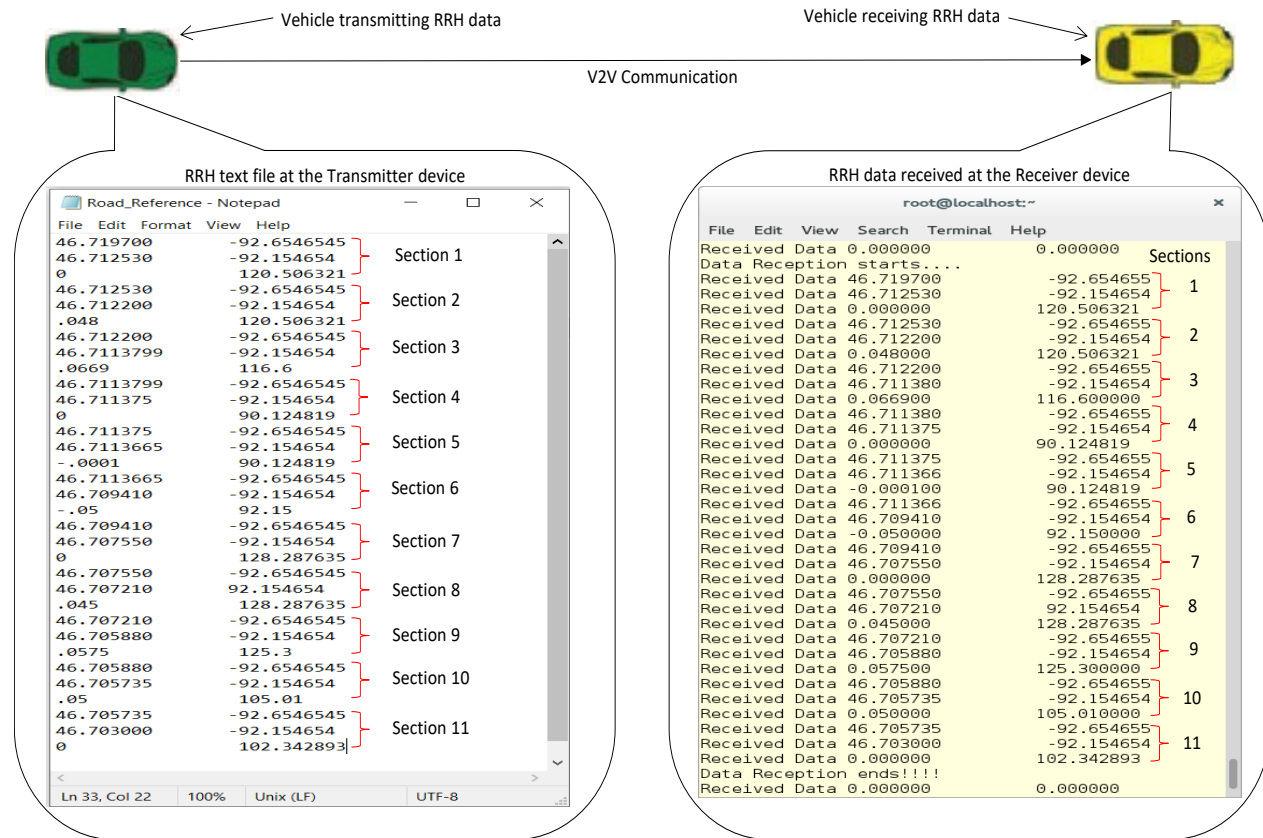 Vehicle transmitting RRH data
Vehicle receiving RRH data
V2V Communication
RRH text file at the Transmitter device
Road_Reference - Notepad
File Edit Format View Help
46.719700 -92.6546545
46.712530 -92.154654
0 120.506321
Section 1
46.712530 -92.6546545
46.712200 -92.154654
.048 120.506321
Section 2
46.712200 -92.6546545
46.7113799 -92.154654
.0669 116.6
Section 3
46.7113799 -92.6546545
46.711375 -92.154654
0 90.124819
Section 4
46.711375 -92.6546545
46.7113665 -92.154654
-.0001 90.124819
Section 5
46.7113665 -92.6546545
46.709410 -92.154654
-.05 92.15
Section 6
46.709410 -92.6546545
46.707550 -92.154654
0 128.287635
Section 7
46.707550 -92.6546545
46.707210 92.154654
.045 128.287635
Section 8
46.707210 -92.6546545
46.705880 -92.154654
.0575 125.3
Section 9
46.705880 -92.6546545
46.705735 -92.154654
.05 105.01
Section 10
46.705735 -92.6546545
46.703000 -92.154654
0 102.342893
Section 11
Ln 33, Col 22 100% Unix (LF) UTF-8
RRH data received at the Receiver device
root@localhost:~
File Edit View Search Terminal Help
Received Data 0.000000 0.000000
Sections
Data Reception starts....
Received Data 46.719700 -92.654655
Received Data 46.712530 -92.154654
Received Data 0.000000 120.506321
1
Received Data 46.712530 -92.654655
Received Data 46.712200 -92.154654
Received Data 0.048000 120.506321
2
Received Data 46.712200 -92.654655
Received Data 46.711380 -92.154654
Received Data 0.066900 116.600000
3
Received Data 46.711380 -92.654655
Received Data 46.711375 -92.154654
Received Data 0.000000 90.124819
4
Received Data 46.711375 -92.654655
Received Data 46.711366 -92.154654
Received Data -0.000100 90.124819
5
Received Data 46.711366 -92.654655
Received Data 46.709410 -92.154654
Received Data -0.050000 92.150000
6
Received Data 46.709410 -92.654655
Received Data 46.707550 -92.154654
Received Data 0.000000 128.287635
7
Received Data 46.707550 -92.654655
Received Data 46.707210 92.154654
Received Data 0.045000 128.287635
8
Received Data 46.707210 -92.654655
Received Data 46.705880 -92.154654
Received Data 0.057500 125.300000
9
Received Data 46.705880 -92.654655
Received Data 46.705735 -92.154654
Received Data 0.050000 105.010000
10
Received Data 46.705735 -92.654655
Received Data 46.703000 -92.154654
Received Data 0.000000 102.342893
11
Data Reception ends!!!!
Received Data 0.000000 0.000000